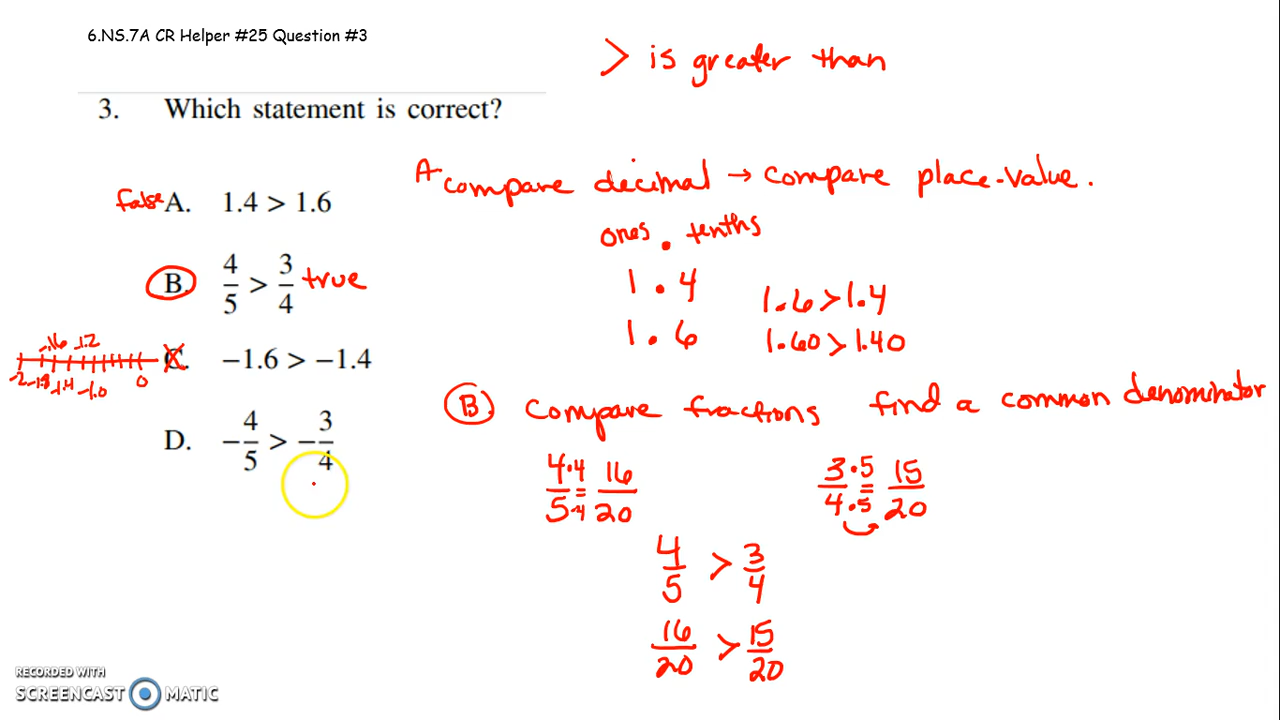 6.NS.7A CR Helper #25 Question #3
> is greater than
3. Which statement is correct?
A compare decimal → compare place-value.
false A. 1.4 > 1.6
ones . tenths
1 . 4
1 . 6
1.6 > 1.4
1.60 > 1.40
B. 4/5 > 3/4 true
-1.6 -1.2
-2 -1.8 -1.4 -1.0 0
C. −1.6 > −1.4
B. Compare fractions find a common denominator
D. −4/5 > −3/4
4·4/5·4 = 16/20
3·5/4·5 = 15/20
4/5 > 3/4
16/20 > 15/20
RECORDED WITH
SCREENCAST MATIC